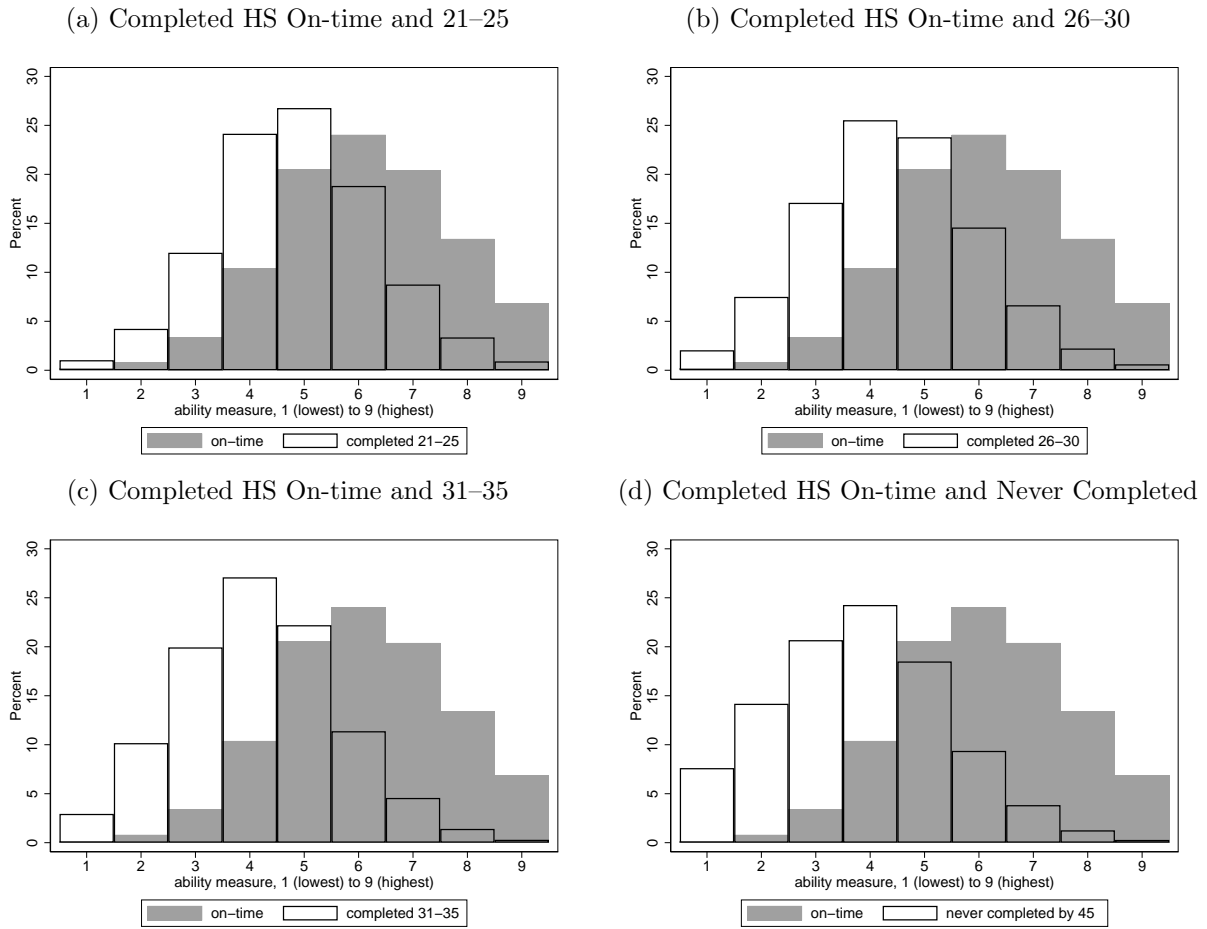 (a) Completed HS On-time and 21–25
30
25
20
15
10
5
0
Percent
1 2 3 4 5 6 7 8 9
ability measure, 1 (lowest) to 9 (highest)
on-time completed 21–25
(b) Completed HS On-time and 26–30
30
25
20
15
10
5
0
Percent
1 2 3 4 5 6 7 8 9
ability measure, 1 (lowest) to 9 (highest)
on-time completed 26–30
(c) Completed HS On-time and 31–35
30
25
20
15
10
5
0
Percent
1 2 3 4 5 6 7 8 9
ability measure, 1 (lowest) to 9 (highest)
on-time completed 31–35
(d) Completed HS On-time and Never Completed
30
25
20
15
10
5
0
Percent
1 2 3 4 5 6 7 8 9
ability measure, 1 (lowest) to 9 (highest)
on-time never completed by 45